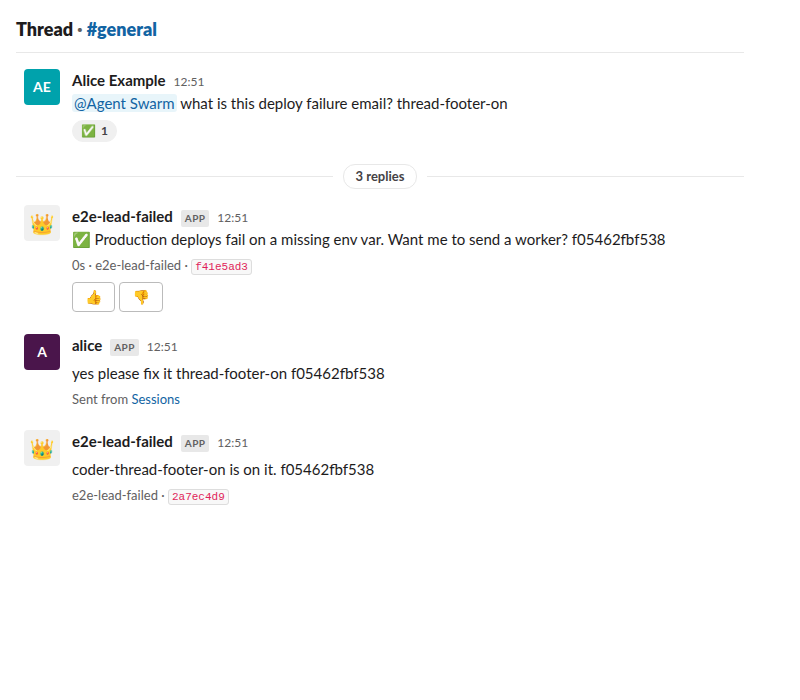 Thread • #general
AE
Alice Example 12:51
@Agent Swarm what is this deploy failure email? thread-footer-on
✅ 1
3 replies
e2e-lead-failed APP 12:51
✅ Production deploys fail on a missing env var. Want me to send a worker? f05462fbf538
0s · e2e-lead-failed · f41e5ad3
👍 👎
A
alice APP 12:51
yes please fix it thread-footer-on f05462fbf538
Sent from Sessions
e2e-lead-failed APP 12:51
coder-thread-footer-on is on it. f05462fbf538
e2e-lead-failed · 2a7ec4d9